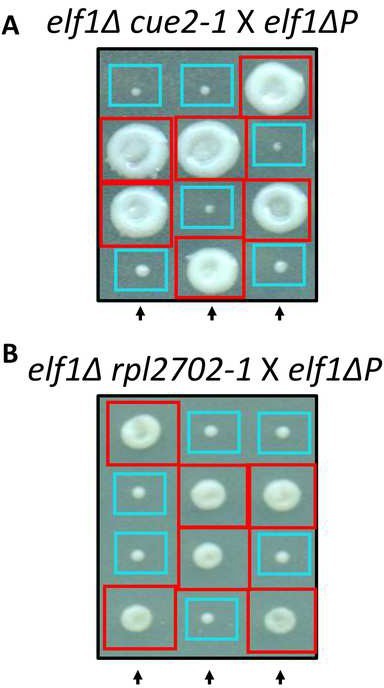 A
elf1Δ cue2-1 X elf1ΔP
B
elf1Δ rpl2702-1 X elf1ΔP